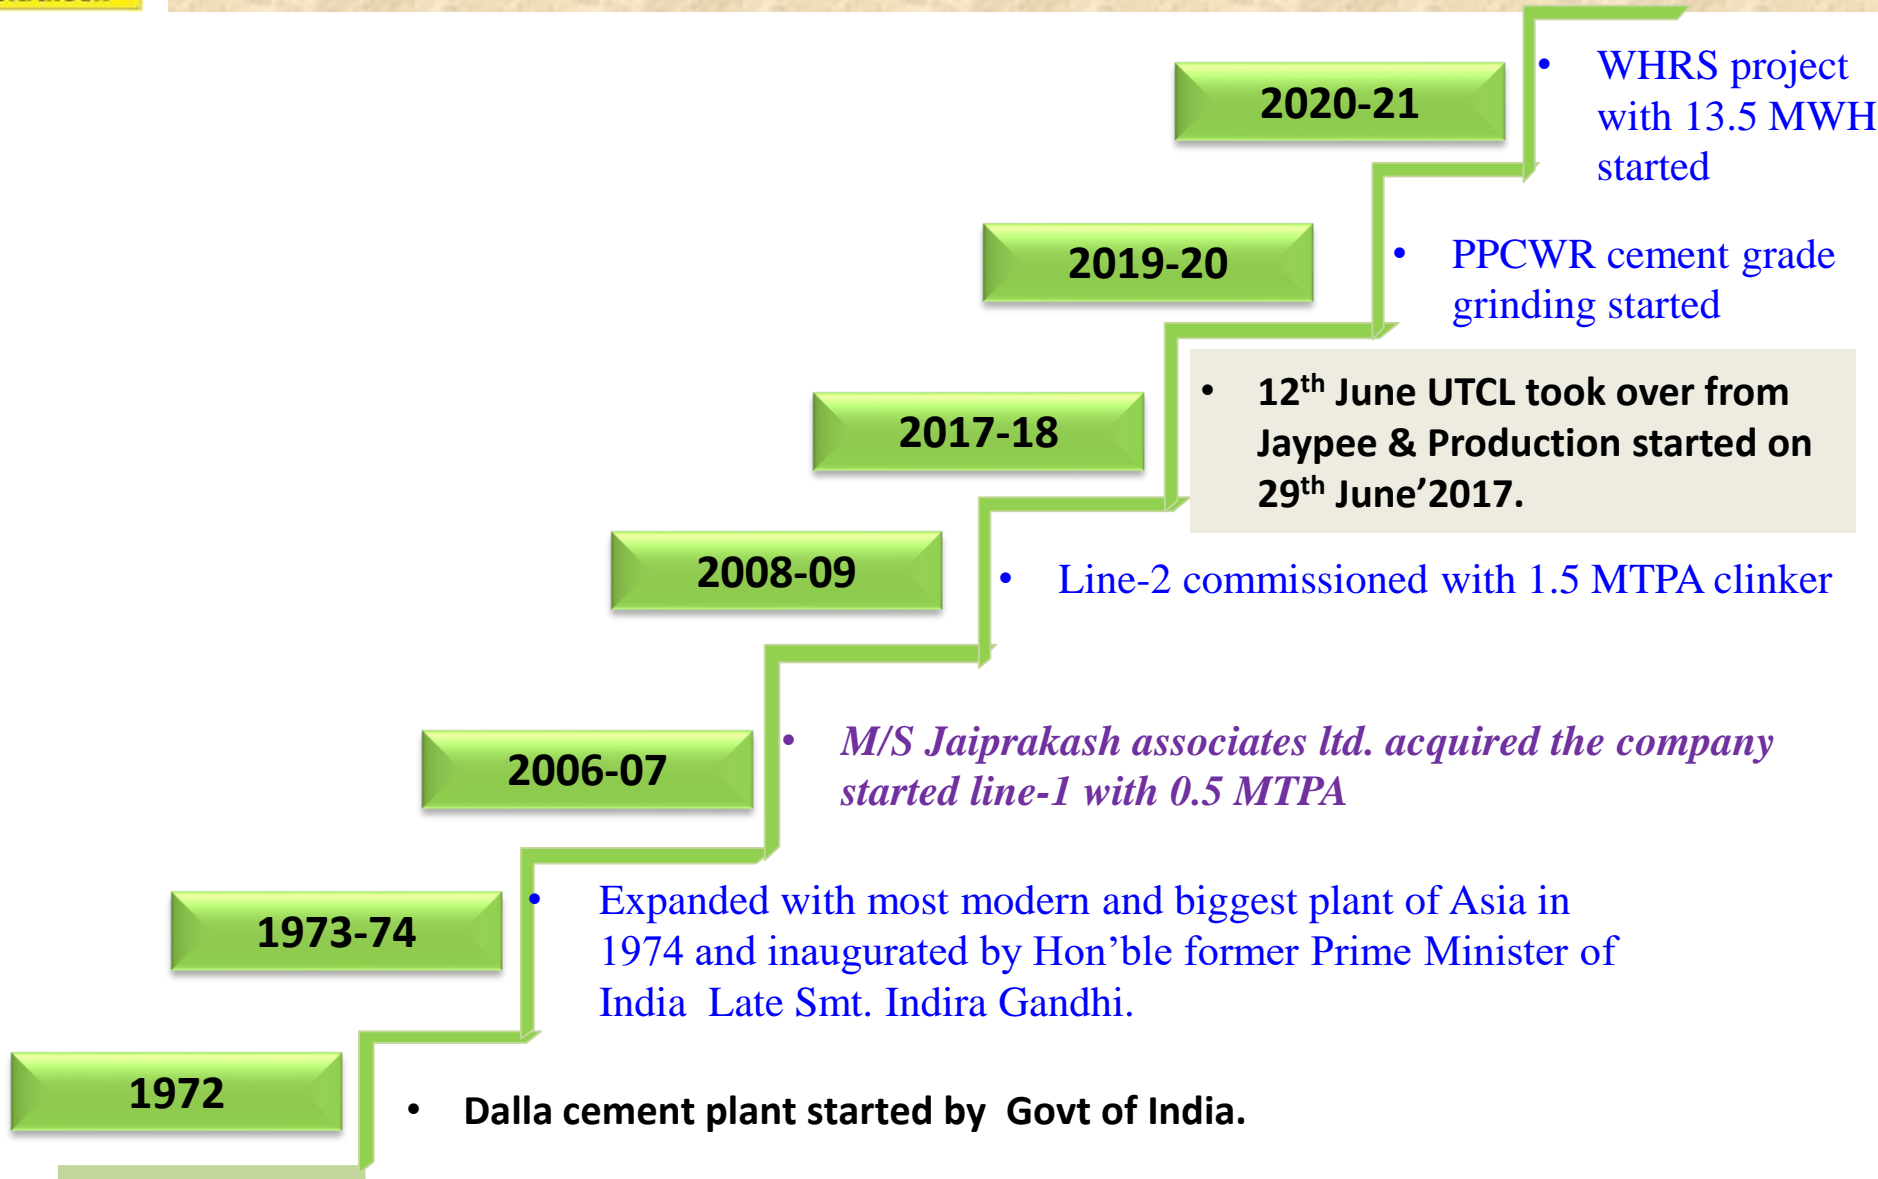 2020-21
• WHRS project
with 13.5 MWH
started
2019-20
• PPCWR cement grade
grinding started
2017-18
• 12th June UTCL took over from
Jaypee & Production started on
29th June’2017.
2008-09
• Line-2 commissioned with 1.5 MTPA clinker
2006-07
• M/S Jaiprakash associates ltd. acquired the company
started line-1 with 0.5 MTPA
1973-74
• Expanded with most modern and biggest plant of Asia in
1974 and inaugurated by Hon’ble former Prime Minister of
India Late Smt. Indira Gandhi.
1972
• Dalla cement plant started by Govt of India.